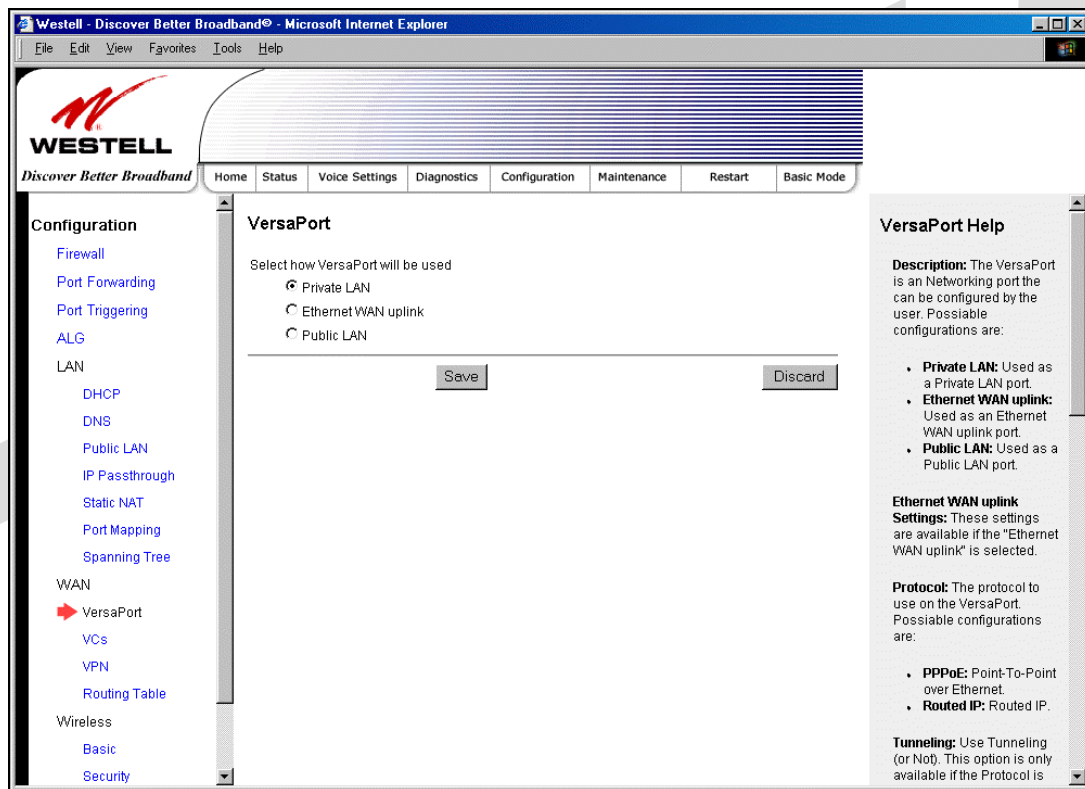 Westell - Discover Better Broadband® - Microsoft Internet Explorer
File Edit View Favorites Tools Help
WESTELL
Discover Better Broadband
Home Status Voice Settings Diagnostics Configuration Maintenance Restart Basic Mode
Configuration
Firewall
Port Forwarding
Port Triggering
ALG
LAN
DHCP
DNS
Public LAN
IP Passthrough
Static NAT
Port Mapping
Spanning Tree
WAN
VersaPort
VCs
VPN
Routing Table
Wireless
Basic
Security
VersaPort
Select how VersaPort will be used
Private LAN
Ethernet WAN uplink
Public LAN
Save Discard
VersaPort Help
Description: The VersaPort
is an Networking port the
can be configured by the
user. Possiable
configurations are:
• Private LAN: Used as
a Private LAN port.
• Ethernet WAN uplink:
Used as an Ethernet
WAN uplink port.
• Public LAN: Used as a
Public LAN port.
Ethernet WAN uplink
Settings: These settings
are available if the "Ethernet
WAN uplink" is selected.
Protocol: The protocol to
use on the VersaPort.
Possiable configurations
are:
• PPPoE: Point-To-Point
over Ethernet.
• Routed IP: Routed IP.
Tunneling: Use Tunneling
(or Not). This option is only
available if the Protocol is